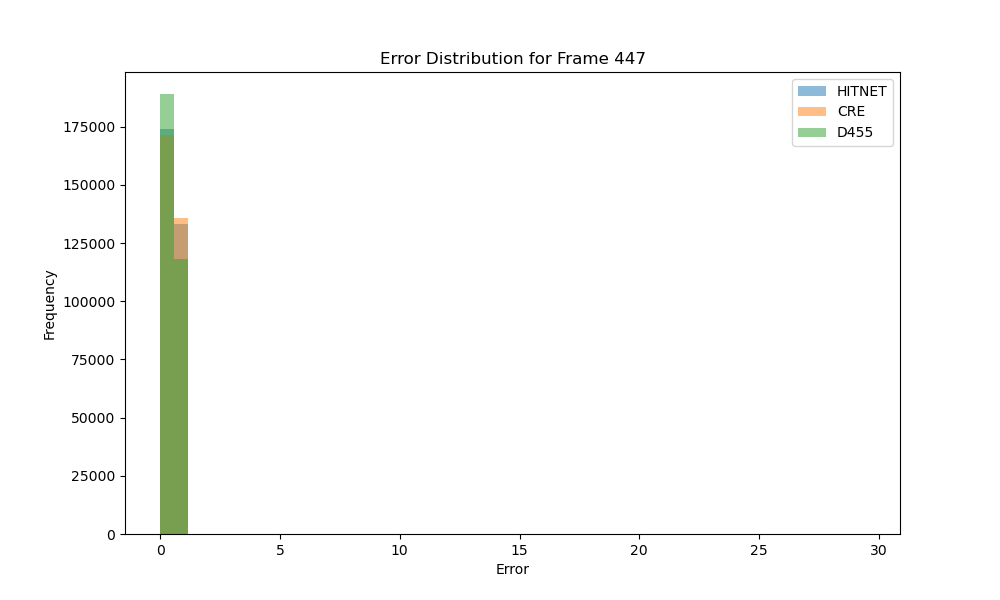 Error Distribution for Frame 447
HITNET
CRE
D455
175000
150000
125000
100000
75000
50000
25000
0
Frequency
0 5 10 15 20 25 30
Error